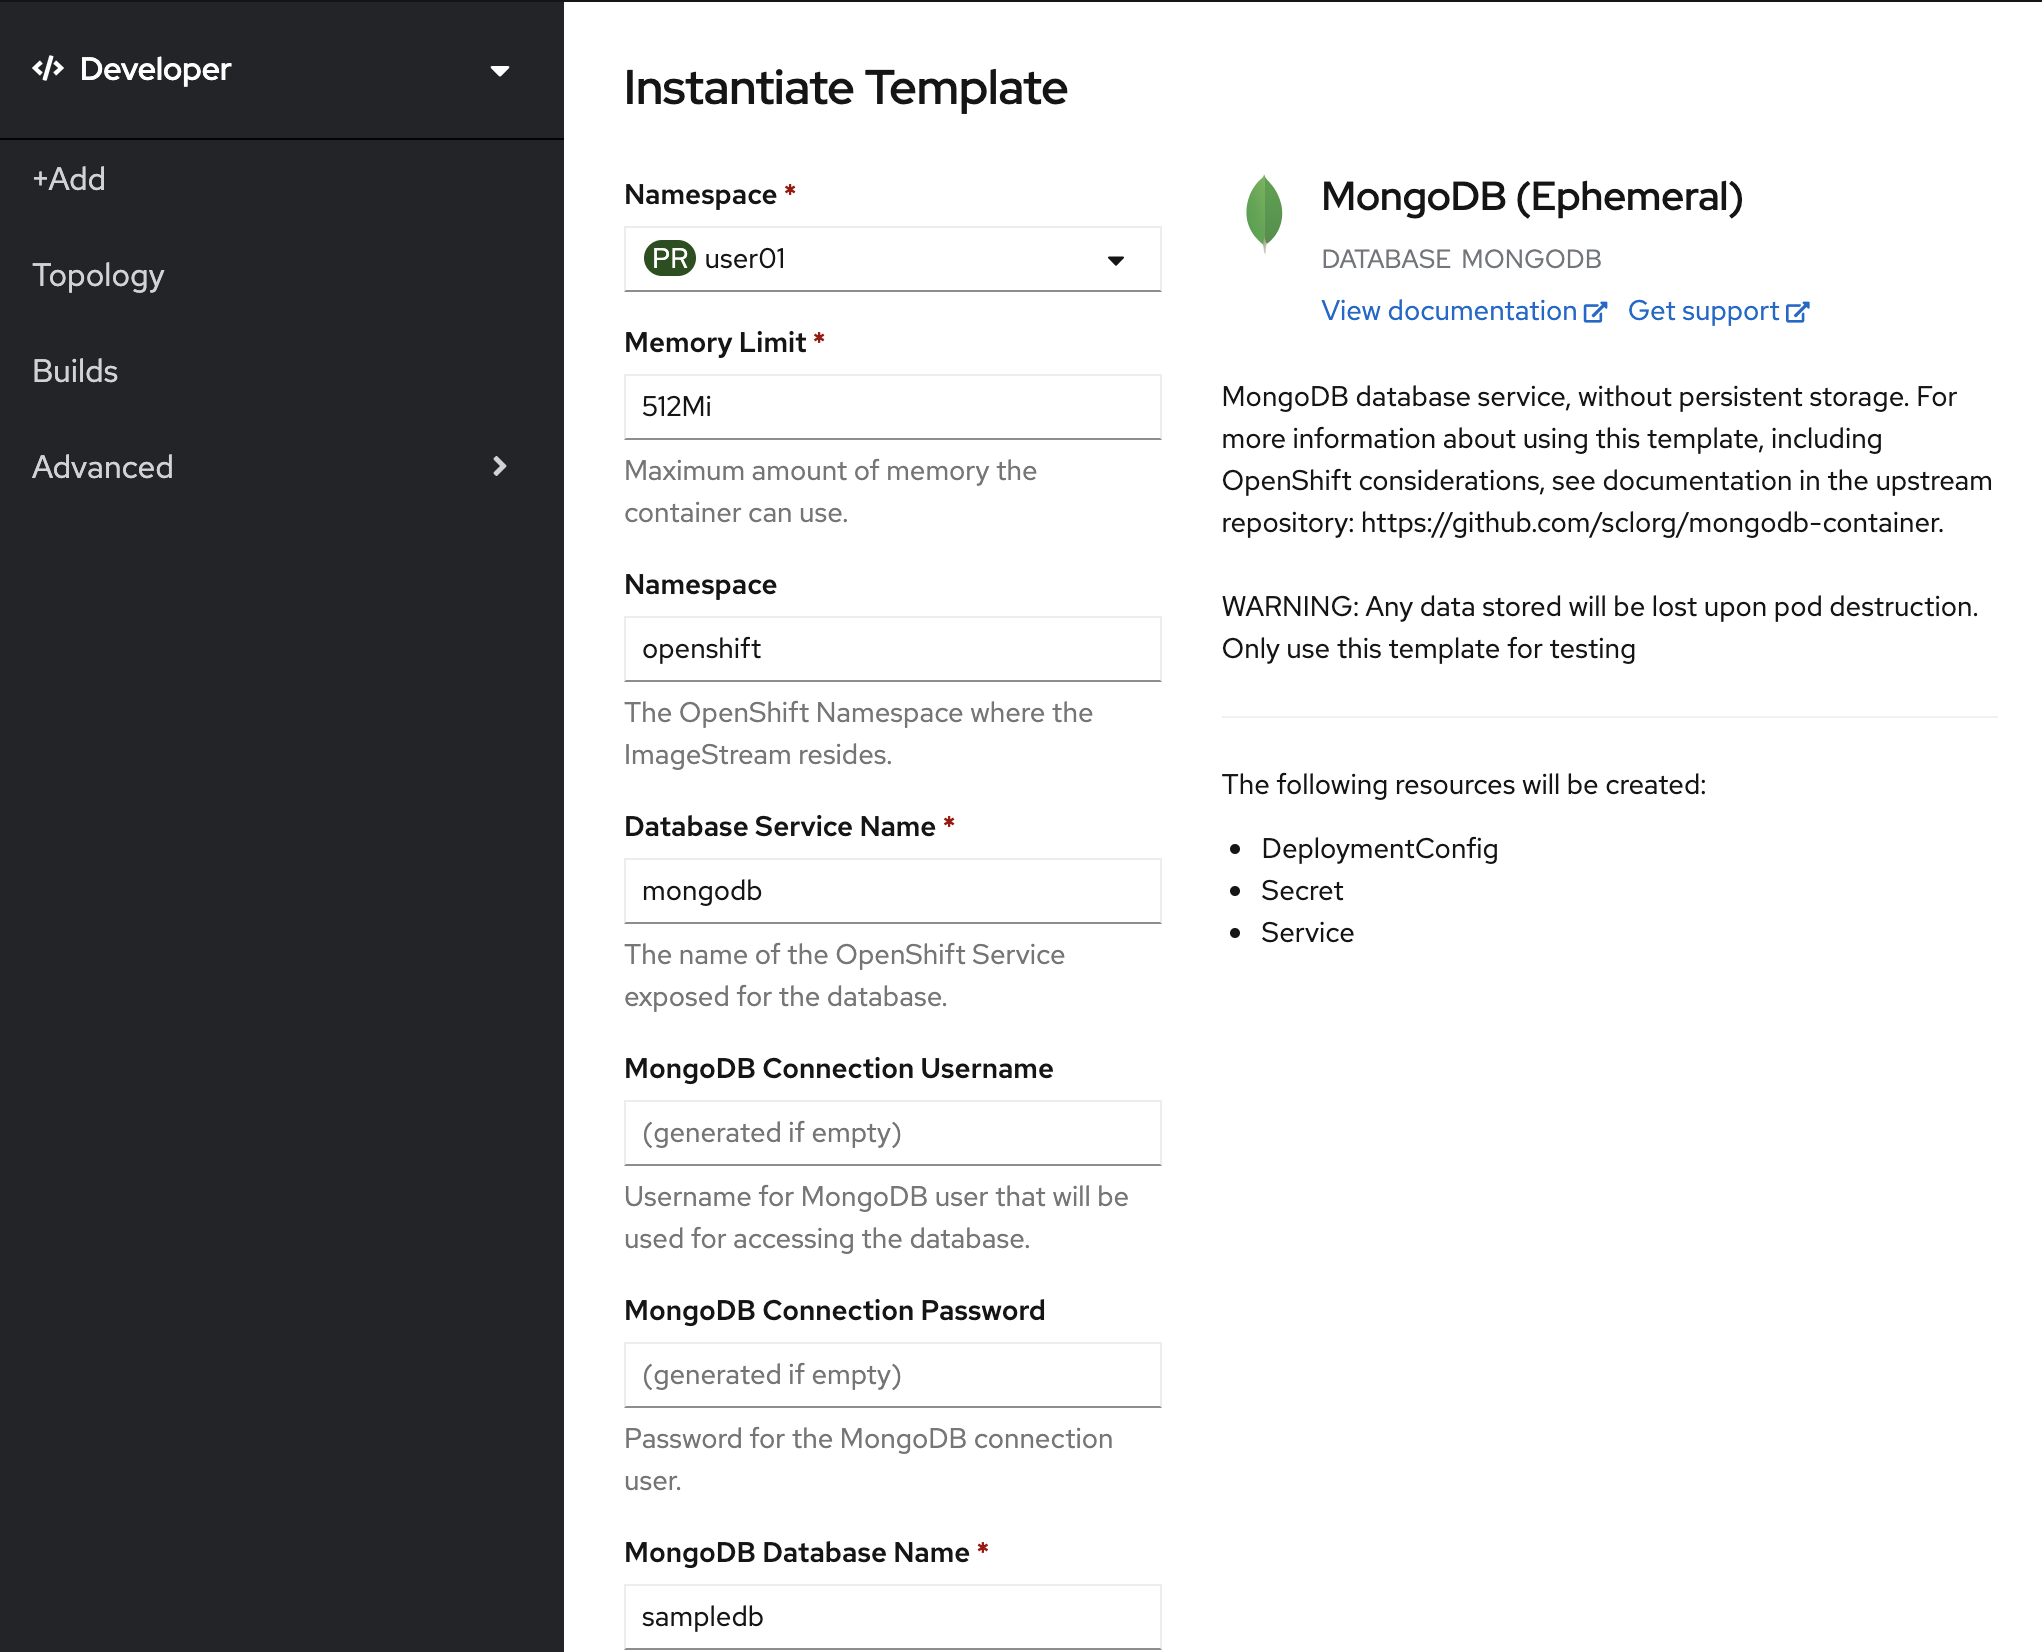 Developer
+Add
Topology
Builds
Advanced
Instantiate Template
Namespace *
PR user01
Memory Limit *
512Mi
Maximum amount of memory the
container can use.
Namespace
openshift
The OpenShift Namespace where the
ImageStream resides.
Database Service Name *
mongodb
The name of the OpenShift Service
exposed for the database.
MongoDB Connection Username
(generated if empty)
Username for MongoDB user that will be
used for accessing the database.
MongoDB Connection Password
(generated if empty)
Password for the MongoDB connection
user.
MongoDB Database Name *
sampledb
MongoDB (Ephemeral)
DATABASE MONGODB
View documentation Get support
MongoDB database service, without persistent storage. For
more information about using this template, including
OpenShift considerations, see documentation in the upstream
repository: https://github.com/sclorg/mongodb-container.
WARNING: Any data stored will be lost upon pod destruction.
Only use this template for testing
The following resources will be created:
• DeploymentConfig
• Secret
• Service